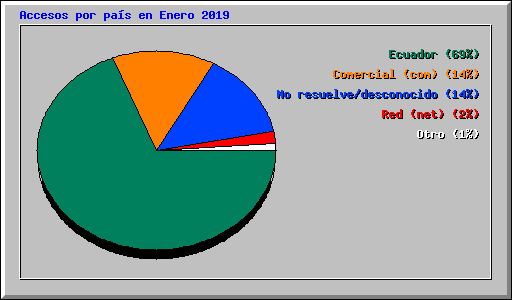 Accesos por país en Enero 2019
Ecuador (69%)
Comercial (com) (14%)
No resuelve/desconocido (14%)
Red (net) (2%)
Otro (1%)